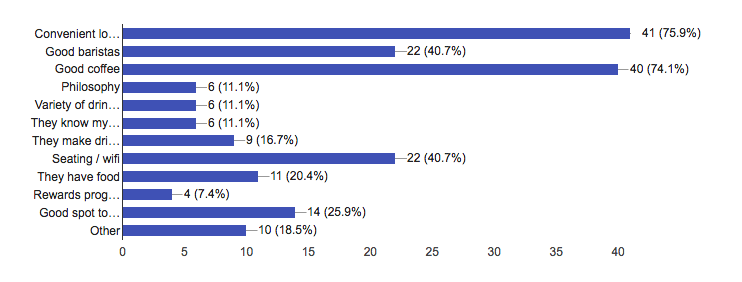 Convenient lo… 41 (75.9%)
Good baristas 22 (40.7%)
Good coffee 40 (74.1%)
Philosophy 6 (11.1%)
Variety of drin… 6 (11.1%)
They know my… 6 (11.1%)
They make dri… 9 (16.7%)
Seating / wifi 22 (40.7%)
They have food 11 (20.4%)
Rewards prog… 4 (7.4%)
Good spot to… 14 (25.9%)
Other 10 (18.5%)
0 5 10 15 20 25 30 35 40